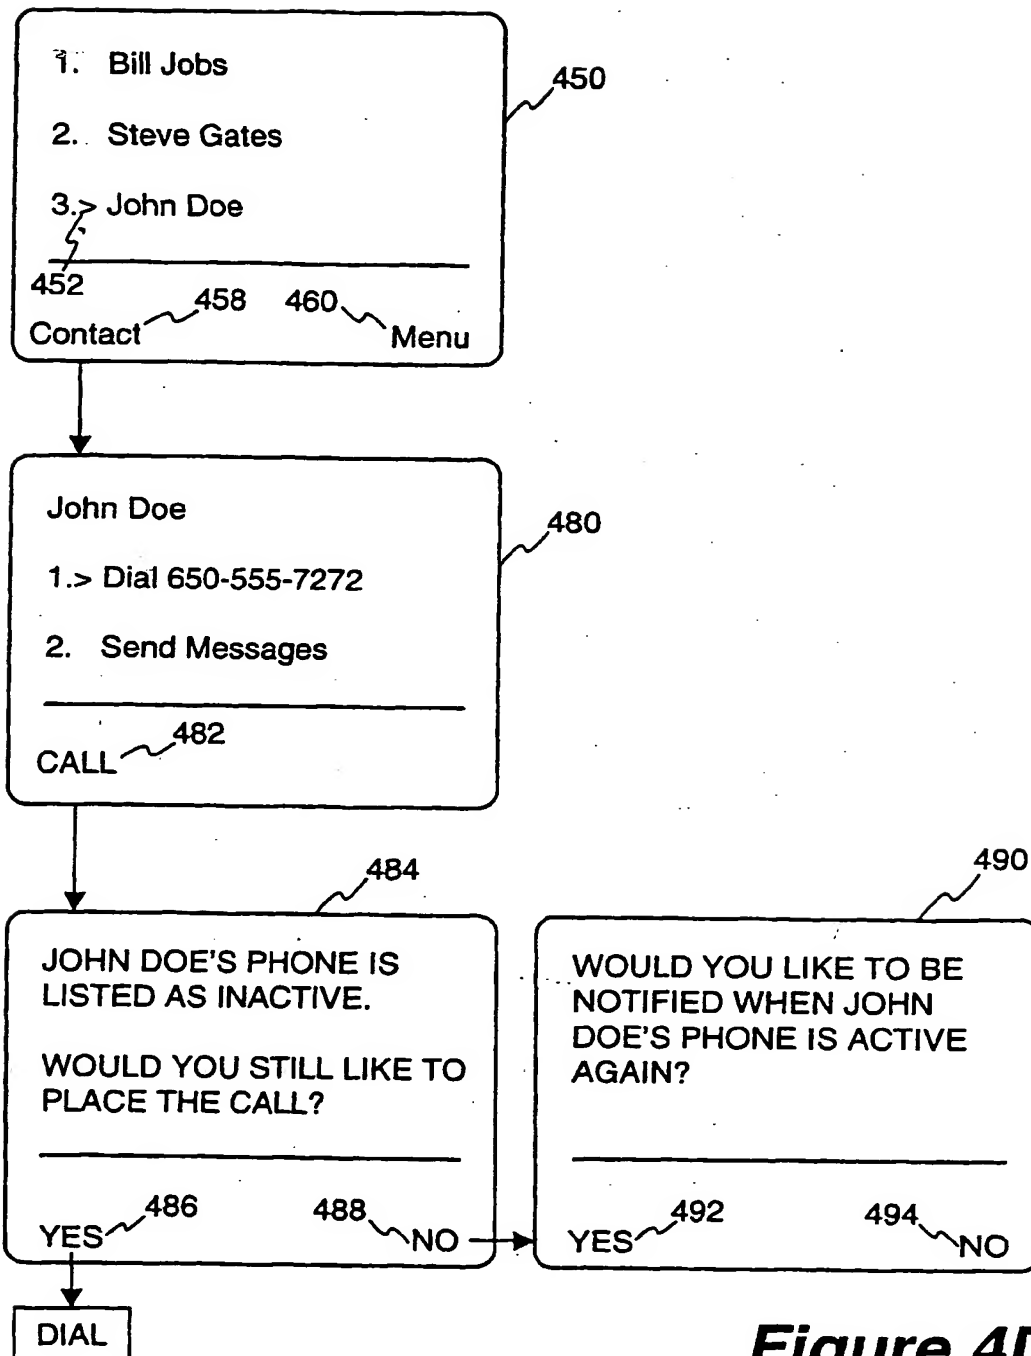 1. Bill Jobs
450
2. Steve Gates
3.> John Doe
452
458
460
Contact
Menu
John Doe
480
1.> Dial 650-555-7272
2. Send Messages
482
CALL
484
490
JOHN DOE'S PHONE IS
LISTED AS INACTIVE.
WOULD YOU STILL LIKE TO
PLACE THE CALL?
486
488
YES
NO
WOULD YOU LIKE TO BE
NOTIFIED WHEN JOHN
DOE'S PHONE IS ACTIVE
AGAIN?
492
494
YES
NO
DIAL
Figure